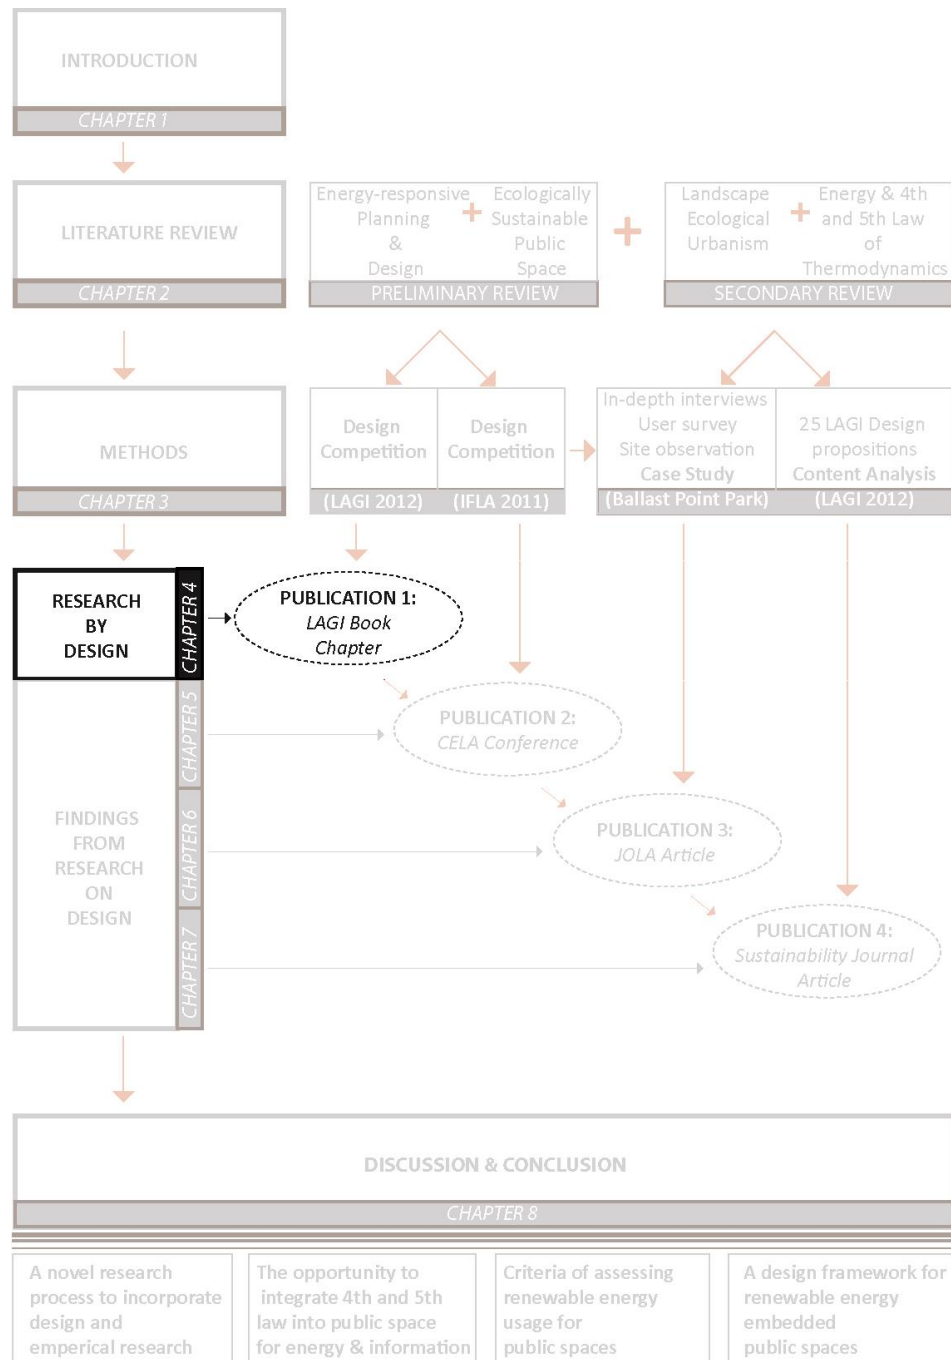 INTRODUCTION
CHAPTER 1
LITERATURE REVIEW
CHAPTER 2
Energy-responsive
Planning
&
Design
+
Ecologically
Sustainable
Public
Space
PRELIMINARY REVIEW
+
Landscape
Ecological
Urbanism
+
Energy & 4th
and 5th Law
of
Thermodynamics
SECONDARY REVIEW
METHODS
CHAPTER 3
Design
Competition
(LAGI 2012)
Design
Competition
(IFLA 2011)
In-depth interviews
User survey
Site observation
Case Study
(Ballast Point Park)
25 LAGI Design
propositions
Content Analysis
(LAGI 2012)
RESEARCH
BY
DESIGN
CHAPTER 4
PUBLICATION 1:
LAGI Book
Chapter
FINDINGS
FROM
RESEARCH
ON
DESIGN
CHAPTER 5
PUBLICATION 2:
CELA Conference
CHAPTER 6
PUBLICATION 3:
JOLA Article
CHAPTER 7
PUBLICATION 4:
Sustainability Journal
Article
DISCUSSION & CONCLUSION
CHAPTER 8
A novel research
process to incorporate
design and
emperical research
The opportunity to
integrate 4th and 5th
law into public space
for energy & information
Criteria of assessing
renewable energy
usage for
public spaces
A design framework for
renewable energy
embedded
public spaces